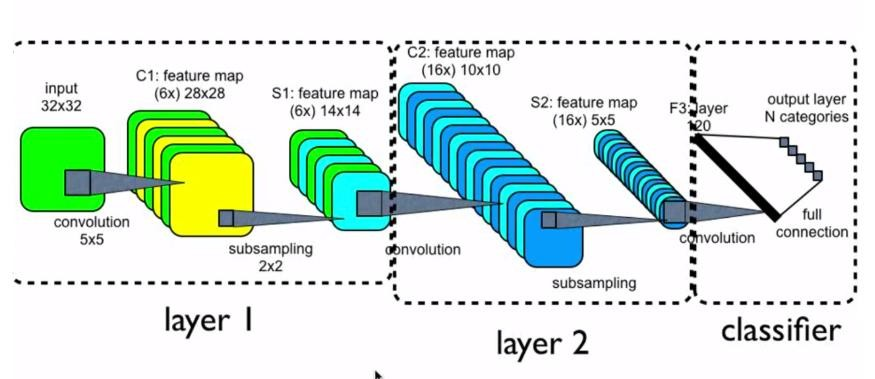 input
32x32
convolution
5x5
C1: feature map
(6x) 28x28
subsampling
2x2
S1: feature map
(6x) 14x14
convolution
C2: feature map
(16x) 10x10
subsampling
S2: feature map
(16x) 5x5
convolution
F3: layer
120
output layer
N categories
full
connection
layer 1
layer 2
classifier